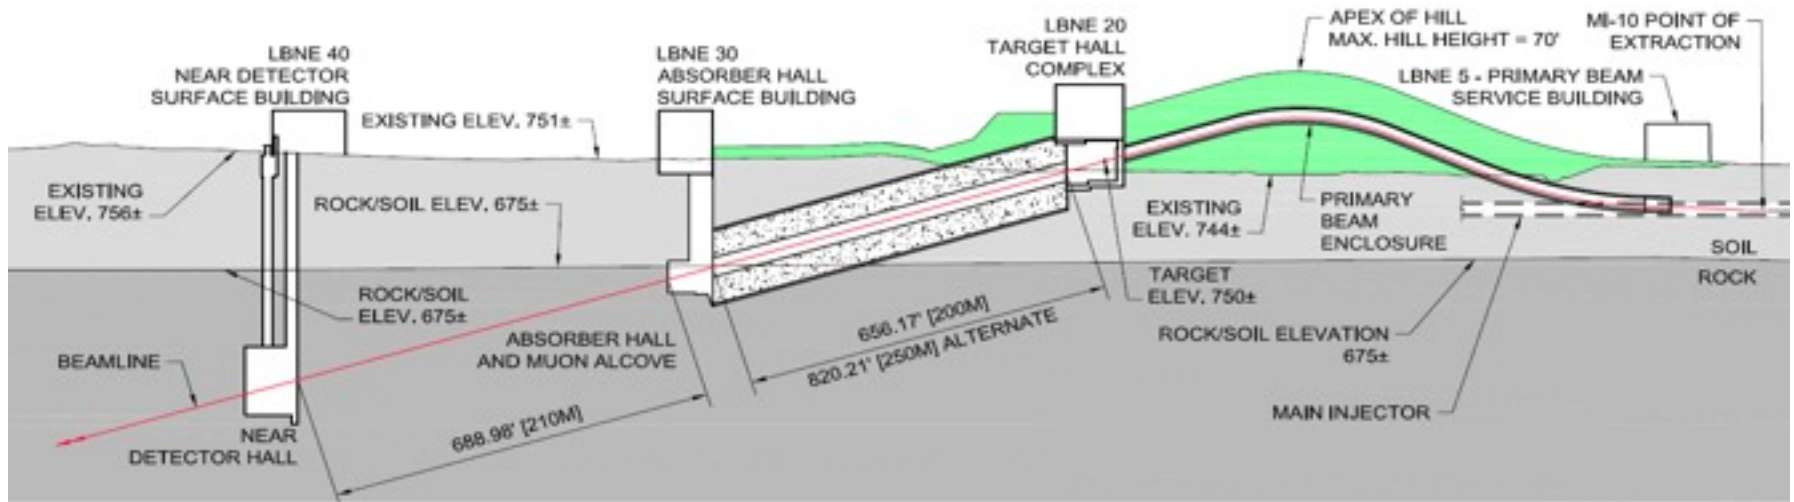 LBNE 40
NEAR DETECTOR
SURFACE BUILDING
EXISTING ELEV. 751±
LBNE 30
ABSORBER HALL
SURFACE BUILDING
LBNE 20
TARGET HALL
COMPLEX
APEX OF HILL
MAX. HILL HEIGHT = 70'
MI-10 POINT OF
EXTRACTION
LBNE 5 - PRIMARY BEAM
SERVICE BUILDING
EXISTING
ELEV. 756±
ROCK/SOIL ELEV. 675±
EXISTING
ELEV. 744±
PRIMARY
BEAM
ENCLOSURE
SOIL
ROCK
ROCK/SOIL
ELEV. 675±
TARGET
ELEV. 750±
BEAMLINE
ABSORBER HALL
AND MUON ALCOVE
656.17' [200M]
820.21' [250M] ALTERNATE
ROCK/SOIL ELEVATION
675±
688.98' [210M]
MAIN INJECTOR
NEAR
DETECTOR HALL